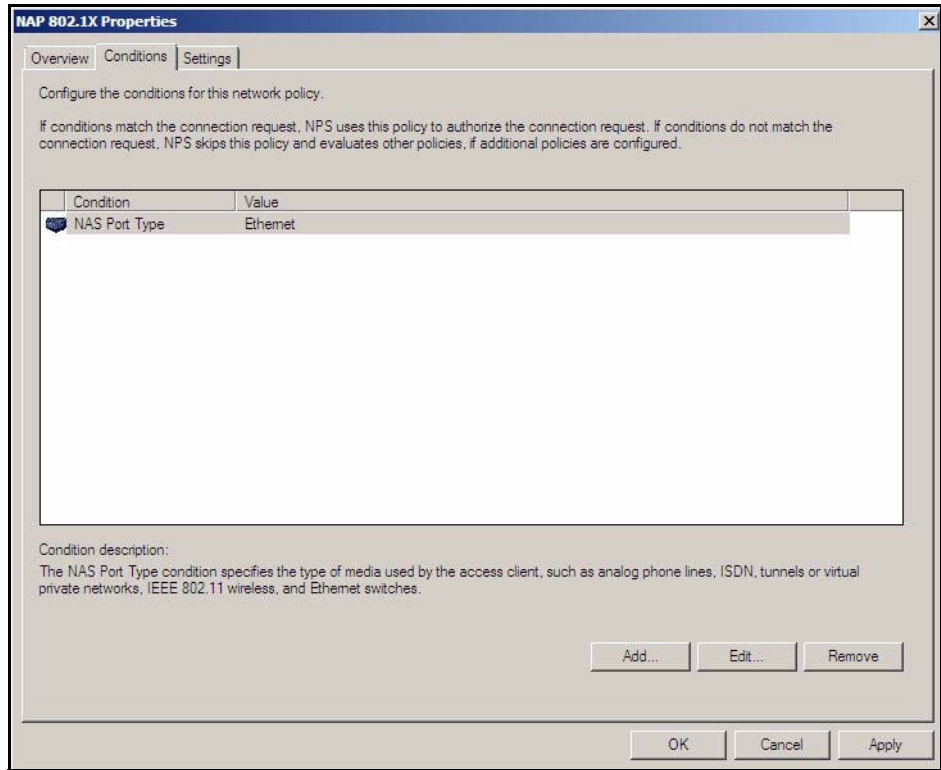 NAP 802.1X Properties
Overview Conditions Settings
Configure the conditions for this network policy.
If conditions match the connection request, NPS uses this policy to authorize the connection request. If conditions do not match the
connection request, NPS skips this policy and evaluates other policies, if additional policies are configured.
Condition Value
NAS Port Type Ethernet
Condition description:
The NAS Port Type condition specifies the type of media used by the access client, such as analog phone lines, ISDN, tunnels or virtual
private networks, IEEE 802.11 wireless, and Ethernet switches.
Add... Edit... Remove
OK Cancel Apply